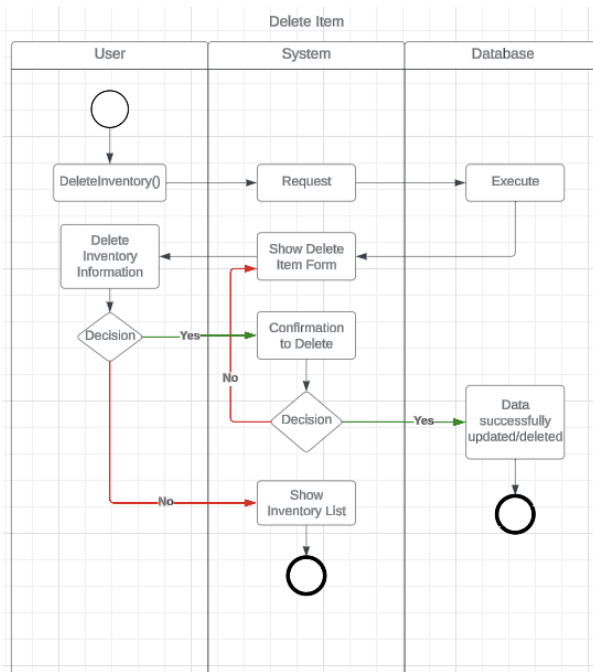 Delete Item
User
System
Database
DeleteInventory()
Request
Execute
Delete
Inventory
Information
Show Delete
Item Form
Decision
Yes
Confirmation
to Delete
No
Decision
Yes
Data
successfully
updated/deleted
No
Show
Inventory List